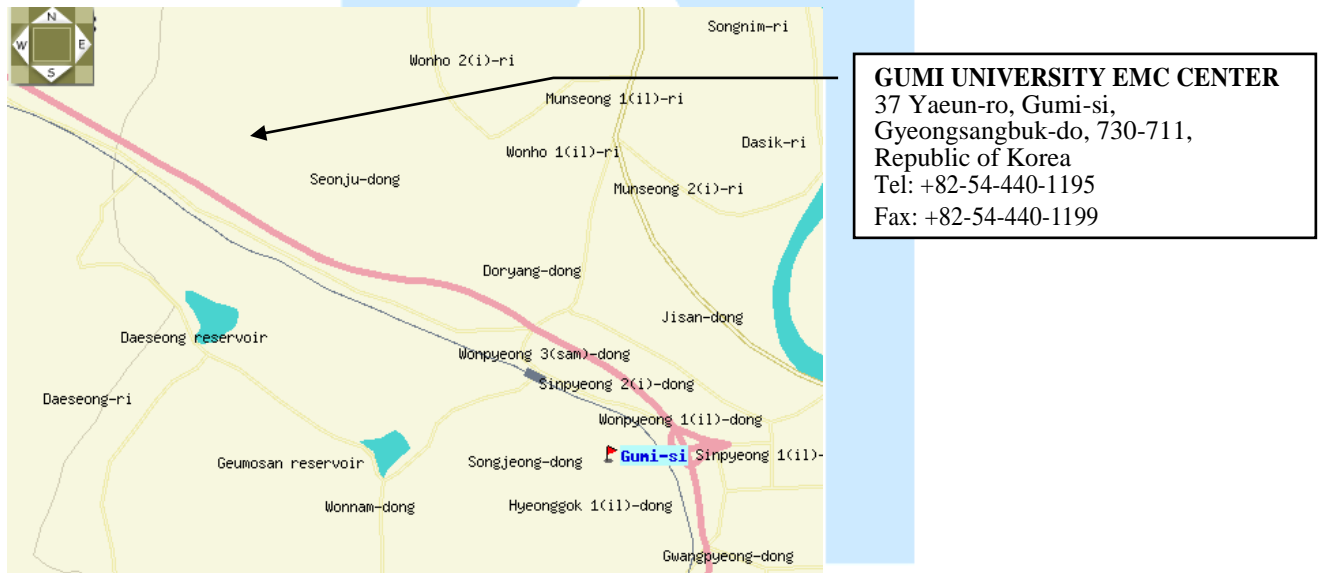 N
W E
S
Songnim-ri
Wonho 2(i)-ri
Munseong 1(il)-ri
Dasik-ri
Wonho 1(il)-ri
Seonju-dong
Munseong 2(i)-ri
Doryang-dong
Jisan-dong
Daeseong reservoir
Wonpyeong 3(sam)-dong
Sinpyeong 2(i)-dong
Daeseong-ri
Wonpyeong 1(il)-dong
Gumi-si
Sinpyeong 1(il)-
Geumosan reservoir
Songjeong-dong
Wonnam-dong
Hyeonggok 1(il)-dong
Gwangpyeong-dong
GUMI UNIVERSITY EMC CENTER
37 Yaeun-ro, Gumi-si,
Gyeongsangbuk-do, 730-711,
Republic of Korea
Tel: +82-54-440-1195
Fax: +82-54-440-1199